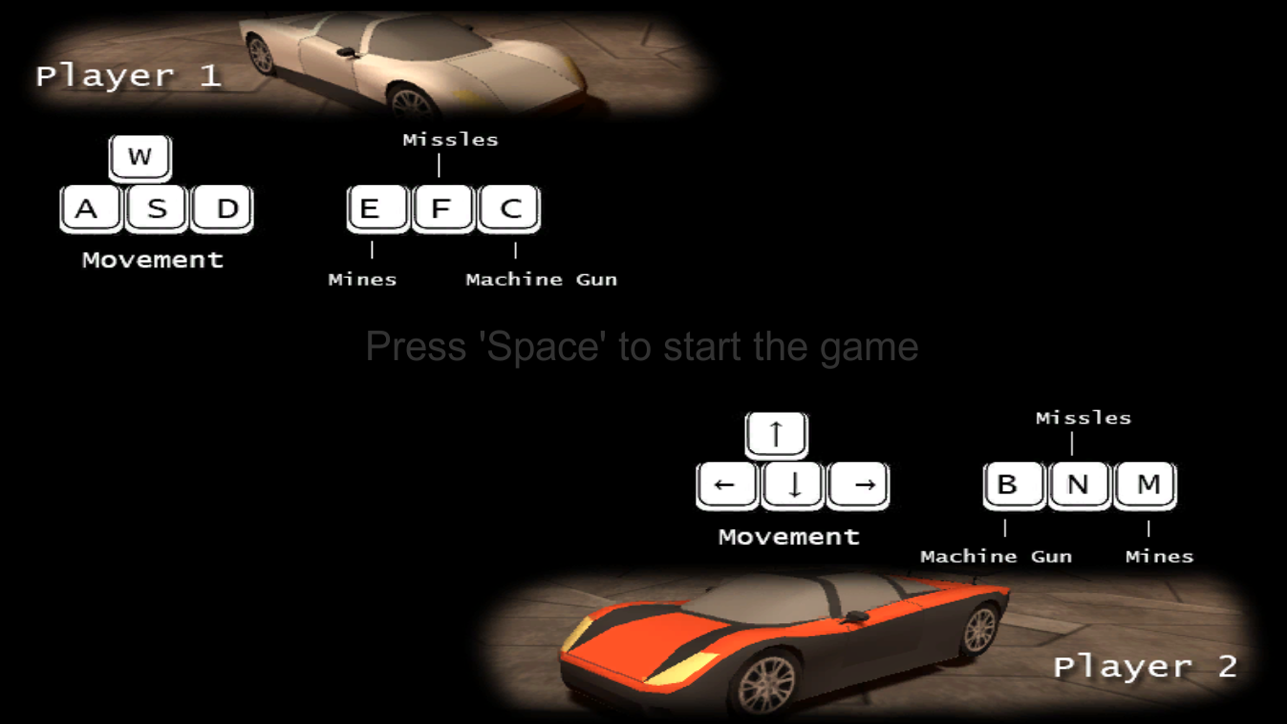 Player 1
Missles
W
A S D
E F C
Movement
Mines
Machine Gun
Press 'Space' to start the game
Missles
↑
← ↓ →
B N M
Movement
Machine Gun
Mines
Player 2